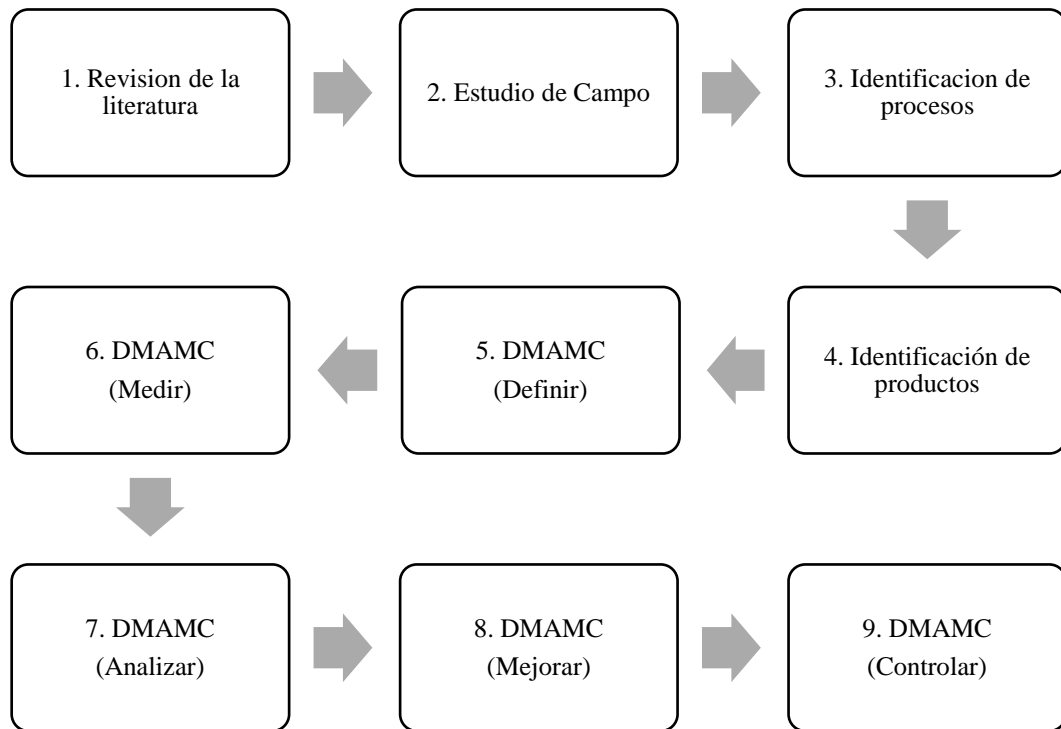 1. Revision de la
literatura
2. Estudio de Campo
3. Identificacion de
procesos
4. Identificación de
productos
5. DMAMC
(Definir)
6. DMAMC
(Medir)
7. DMAMC
(Analizar)
8. DMAMC
(Mejorar)
9. DMAMC
(Controlar)